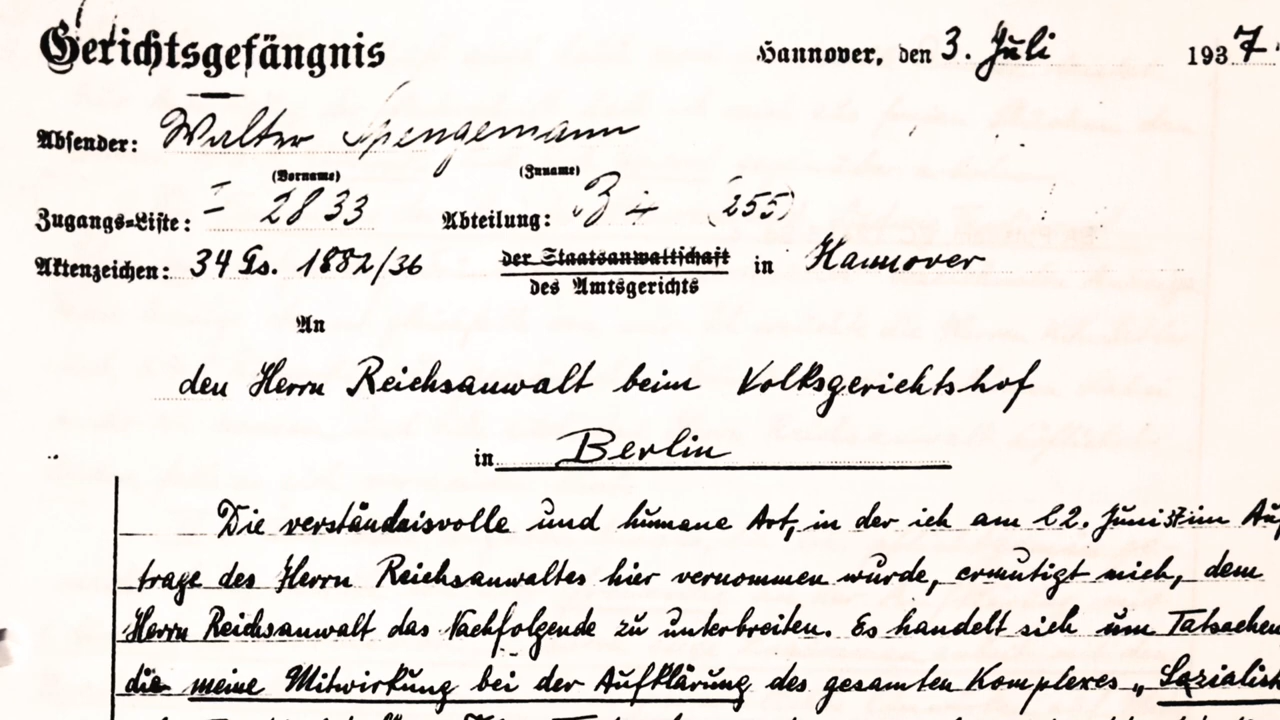 Gerichtsgefängnis
Hannover, den 3. Juli 1937.
Absender: Walter Spengemann
(Vorname) (Zuname)
Zugangs-Liste: I 2833 Abteilung: B 4 (255)
Aktenzeichen: 34 Gs. 1882/36 der Staatsanwaltschaft in Hannover
des Amtsgerichts
An
den Herrn Reichsanwalt beim Volksgerichtshof
in Berlin
Die verständnisvolle und humane Art, in der ich am 22. Juni 37 im Auf
trage des Herrn Reichsanwaltes hier vernommen wurde, ermutigt mich, dem
Herrn Reichsanwalt das Nachfolgende zu unterbreiten. Es handelt sich um Tatsachen
die meine Mitwirkung bei der Aufklärung des gesamten Komplexes „Sozialist